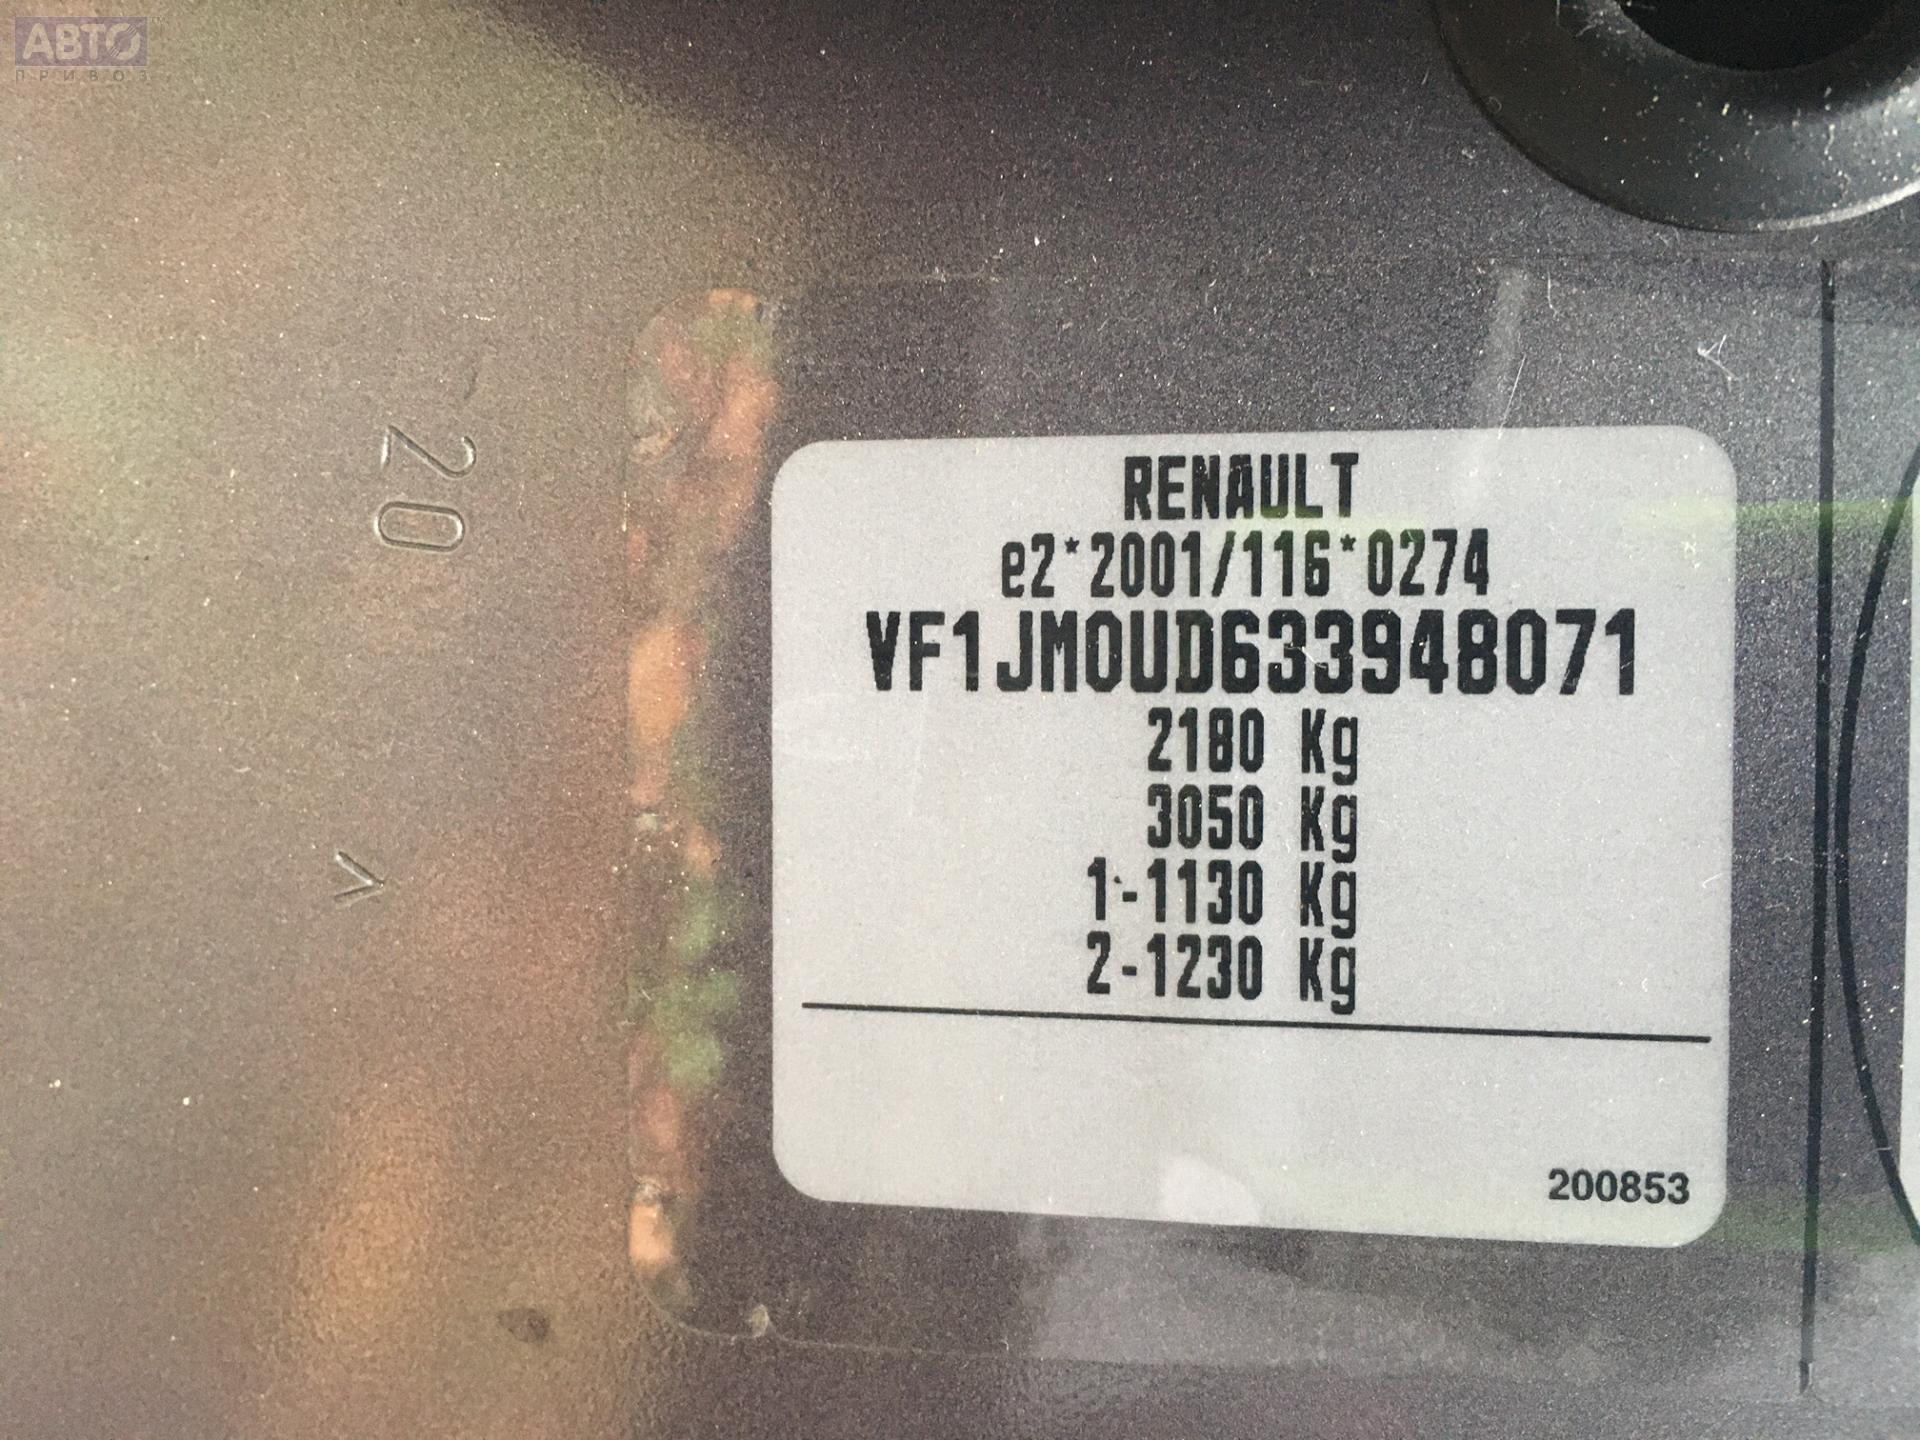 АВТО
ПРИВОЗ
20
V
RENAULT
e2*2001/116*0274
VF1JM0UD633948071
2180 Kg
3050 Kg
1-1130 Kg
2-1230 Kg
200853